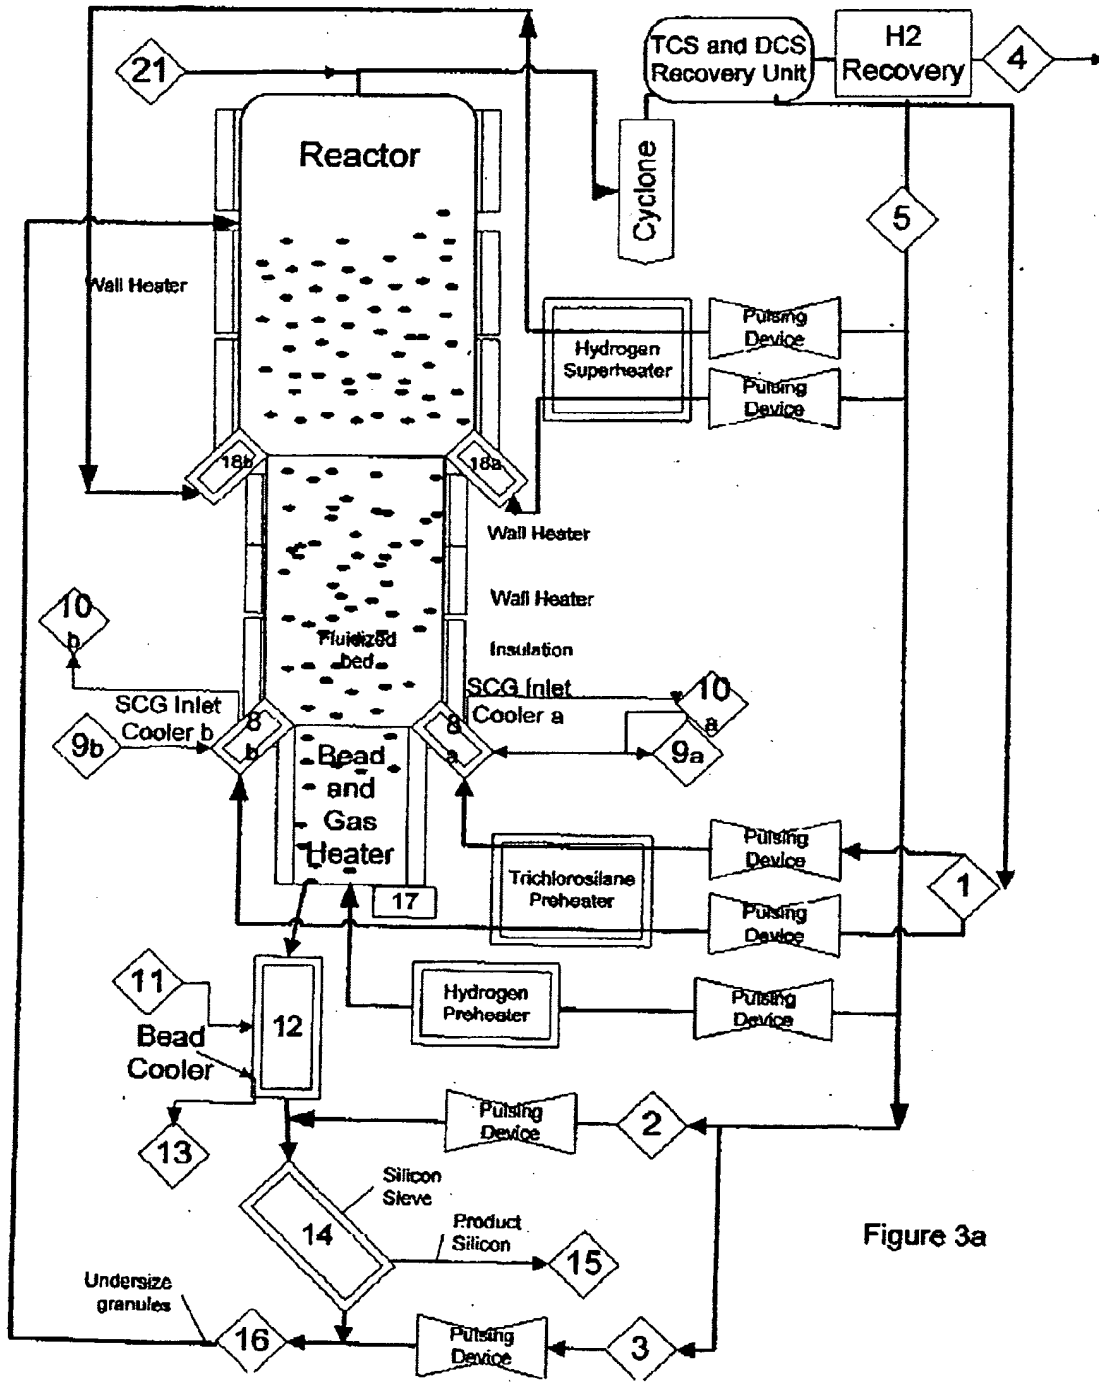 TCS and DCS
Recovery Unit
H2
Recovery
4
21
Reactor
Cyclone
5
Wall Heater
Pulsing
Device
Hydrogen
Superheater
Pulsing
Device
18b
18a
Wall Heater
10
b
Wall Heater
Fluidized
bed
Insulation
SCG Inlet
Cooler a
10
a
SCG Inlet
Cooler b
9b
8
b
8
a
9a
Bead
and
Gas
Heater
Pulsing
Device
Trichlorosilane
Preheater
1
17
Pulsing
Device
11
Hydrogen
Preheater
Pulsing
Device
12
Bead
Cooler
Pulsing
Device
2
13
Silicon
Sieve
14
Product
Silicon
15
Figure 3a
Undersize
granules
16
Pulsing
Device
3